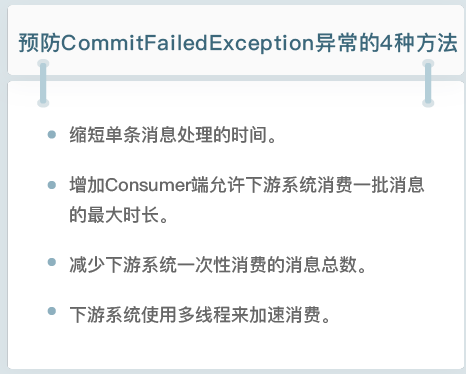 预防CommitFailedException异常的4种方法
缩短单条消息处理的时间。
增加Consumer端允许下游系统消费一批消息
的最大时长。
减少下游系统一次性消费的消息总数。
下游系统使用多线程来加速消费。